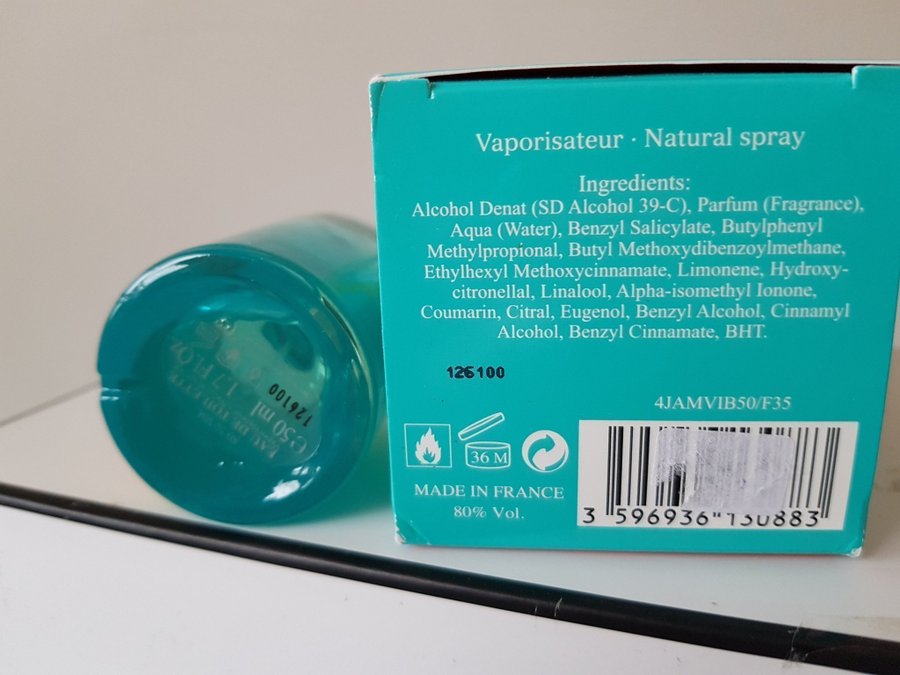 Vaporisateur · Natural spray
Ingredients:
Alcohol Denat (SD Alcohol 39-C), Parfum (Fragrance),
Aqua (Water), Benzyl Salicylate, Butylphenyl
Methylpropional, Butyl Methoxydibenzoylmethane,
Ethylhexyl Methoxycinnamate, Limonene, Hydroxy-
citronellal, Linalool, Alpha-isomethyl Ionone,
Coumarin, Citral, Eugenol, Benzyl Alcohol, Cinnamyl
Alcohol, Benzyl Cinnamate, BHT.
126100
4JAMVIB50/F35
36 M
MADE IN FRANCE
80% Vol.
3 596936 130883
126100
℮50 ml 1.7 FL.OZ
EAU DE